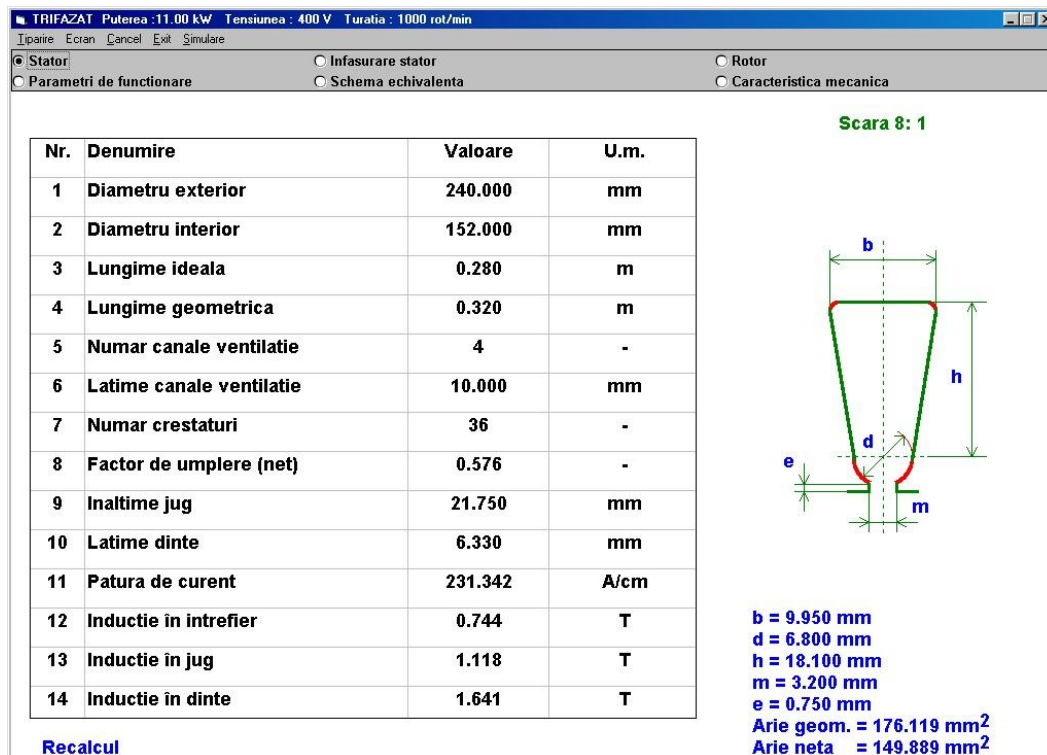 TRIFAZAT Puterea :11.00 kW Tensiunea : 400 V Turatia : 1000 rot/min
Tiparire Ecran Cancel Exit Simulare
Stator Infasurare stator Rotor
Parametri de functionare Schema echivalenta Caracteristica mecanica
Scara 8: 1
Nr. Denumire Valoare U.m.
1 Diametru exterior 240.000 mm
2 Diametru interior 152.000 mm
3 Lungime ideala 0.280 m
4 Lungime geometrica 0.320 m
5 Numar canale ventilatie 4 -
6 Latime canale ventilatie 10.000 mm
7 Numar crestaturi 36 -
8 Factor de umplere (net) 0.576 -
9 Inaltime jug 21.750 mm
10 Latime dinte 6.330 mm
11 Patura de curent 231.342 A/cm
12 Inductie în intrefier 0.744 T
13 Inductie în jug 1.118 T
14 Inductie în dinte 1.641 T
b
h
d
e
m
b = 9.950 mm
d = 6.800 mm
h = 18.100 mm
m = 3.200 mm
e = 0.750 mm
Arie geom. = 176.119 mm2
Arie neta = 149.889 mm2
Recalcul